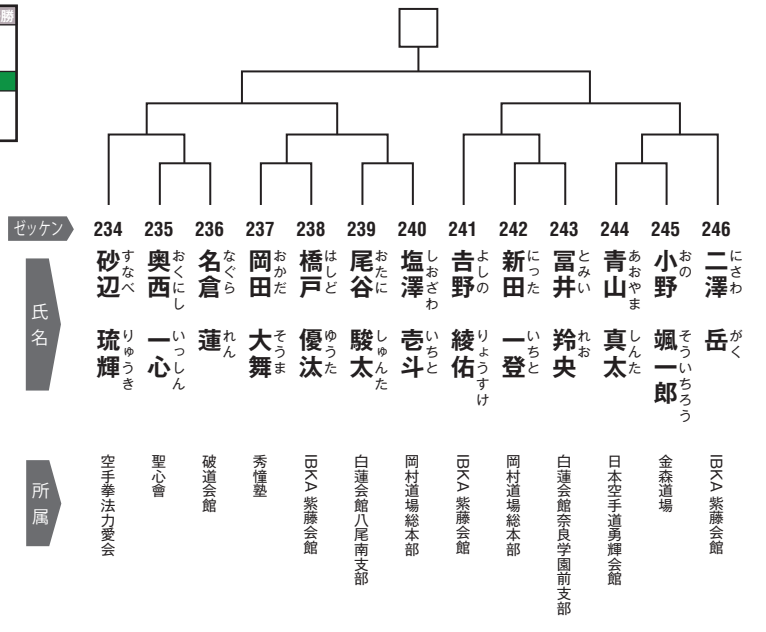 勝
ゼッケン 234 235 236 237 238 239 240 241 242 243 244 245 246
氏名
砂辺 琉輝 すなべ りゅうき
奥西 一心 おくにし いっしん
名倉 蓮 なぐら れん
岡田 大舞 おかだ そうま
橋戸 優汰 はしど ゆうた
尾谷 駿太 おたに しゅんた
塩澤 壱斗 しおざわ いちと
吉野 綾佑 よしの りょうすけ
新田 一登 にった いちと
冨井 羚央 とみい れお
青山 真太 あおやま しんた
小野 颯一郎 おの そういちろう
二澤 岳 にさわ がく
所属
空手拳法力愛会
聖心會
破道会館
秀憧塾
IBKA 紫藤会館
白蓮会館八尾南支部
岡村道場総本部
IBKA 紫藤会館
岡村道場総本部
白蓮会館奈良学園前支部
日本空手道勇輝会館
金森道場
IBKA 紫藤会館